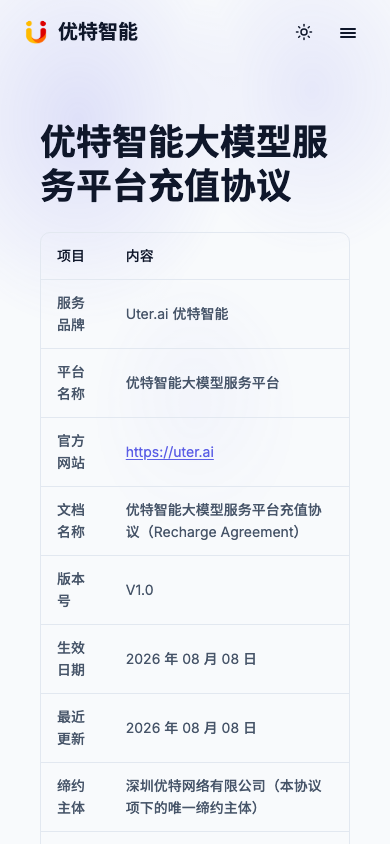 优特智能
优特智能大模型服
务平台充值协议
项目 内容
服务
品牌
Uter.ai 优特智能
平台
名称
优特智能大模型服务平台
官方
网站
https://uter.ai
文档
名称
优特智能大模型服务平台充值协
议（Recharge Agreement）
版本
号
V1.0
生效
日期
2026 年 08 月 08 日
最近
更新
2026 年 08 月 08 日
缔约
主体
深圳优特网络有限公司（本协议
项下的唯一缔约主体）